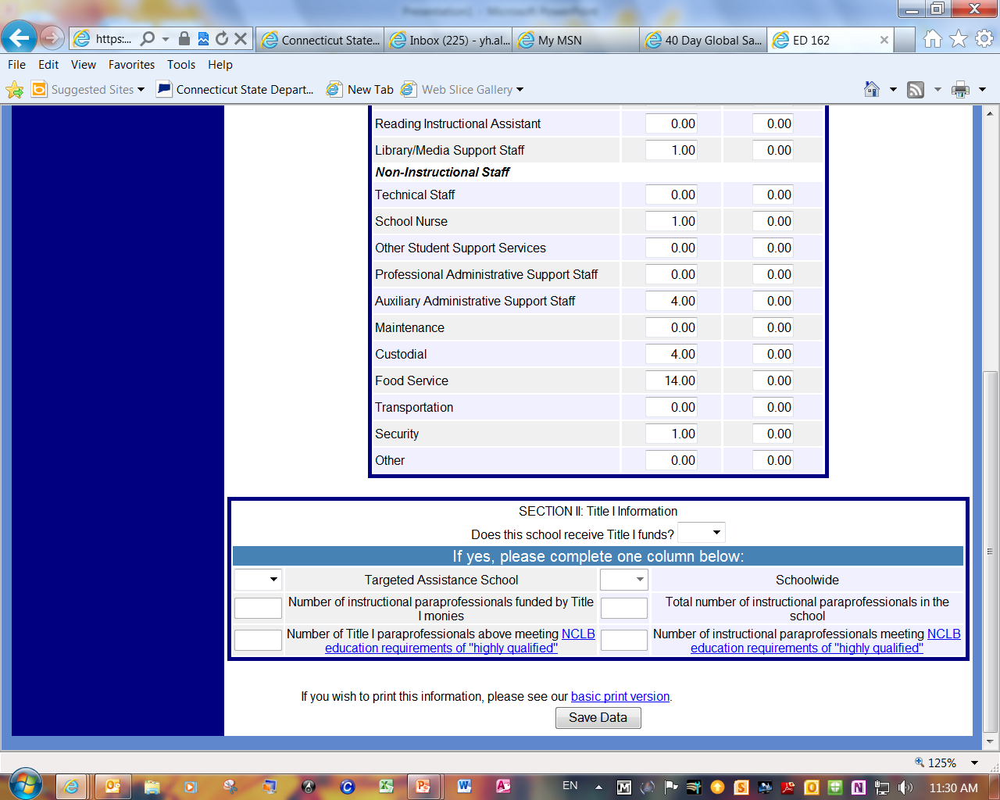 Presentation1 - Microsoft PowerPoint
https:...
Connecticut State...
Inbox (225) - yh.al...
My MSN
40 Day Global Sa...
ED 162
File Edit View Favorites Tools Help
Suggested Sites
Connecticut State Depart...
New Tab
Web Slice Gallery
Reading Instructional Assistant 0.00 0.00
Library/Media Support Staff 1.00 0.00
Non-Instructional Staff
Technical Staff 0.00 0.00
School Nurse 1.00 0.00
Other Student Support Services 0.00 0.00
Professional Administrative Support Staff 0.00 0.00
Auxiliary Administrative Support Staff 4.00 0.00
Maintenance 0.00 0.00
Custodial 4.00 0.00
Food Service 14.00 0.00
Transportation 0.00 0.00
Security 1.00 0.00
Other 0.00 0.00
SECTION II: Title I Information
Does this school receive Title I funds?
If yes, please complete one column below:
Targeted Assistance School
Schoolwide
Number of instructional paraprofessionals funded by Title
I monies
Total number of instructional paraprofessionals in the
school
Number of Title I paraprofessionals above meeting NCLB
education requirements of "highly qualified"
Number of instructional paraprofessionals meeting NCLB
education requirements of "highly qualified"
If you wish to print this information, please see our basic print version.
Save Data
125%
EN
11:30 AM